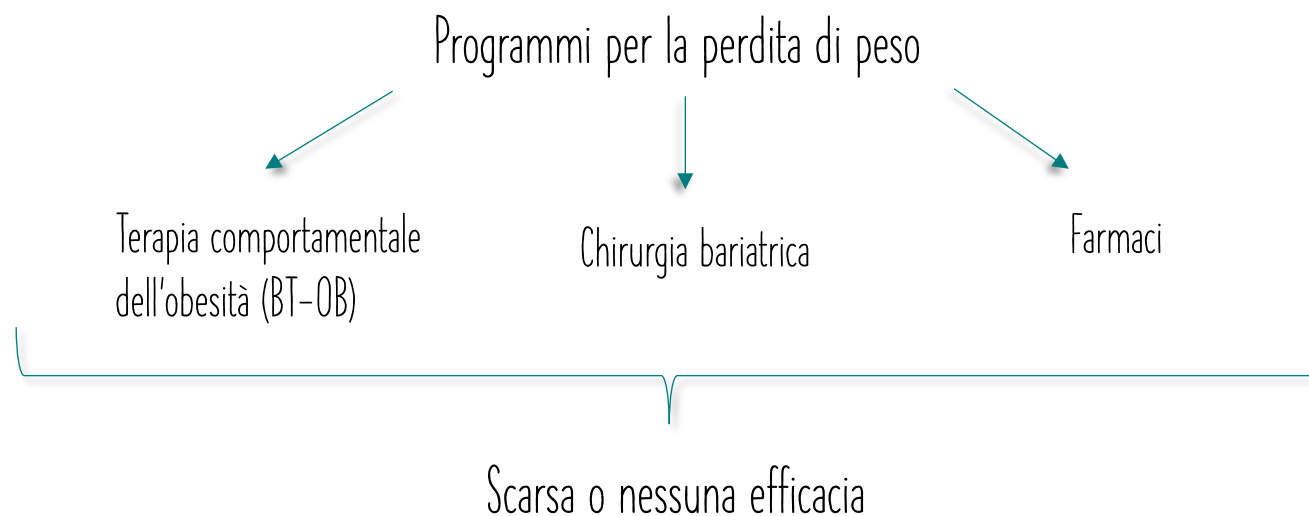 Programmi per la perdita di peso
Terapia comportamentale
dell'obesità (BT-OB)
Chirurgia bariatrica
Farmaci
Scarsa o nessuna efficacia